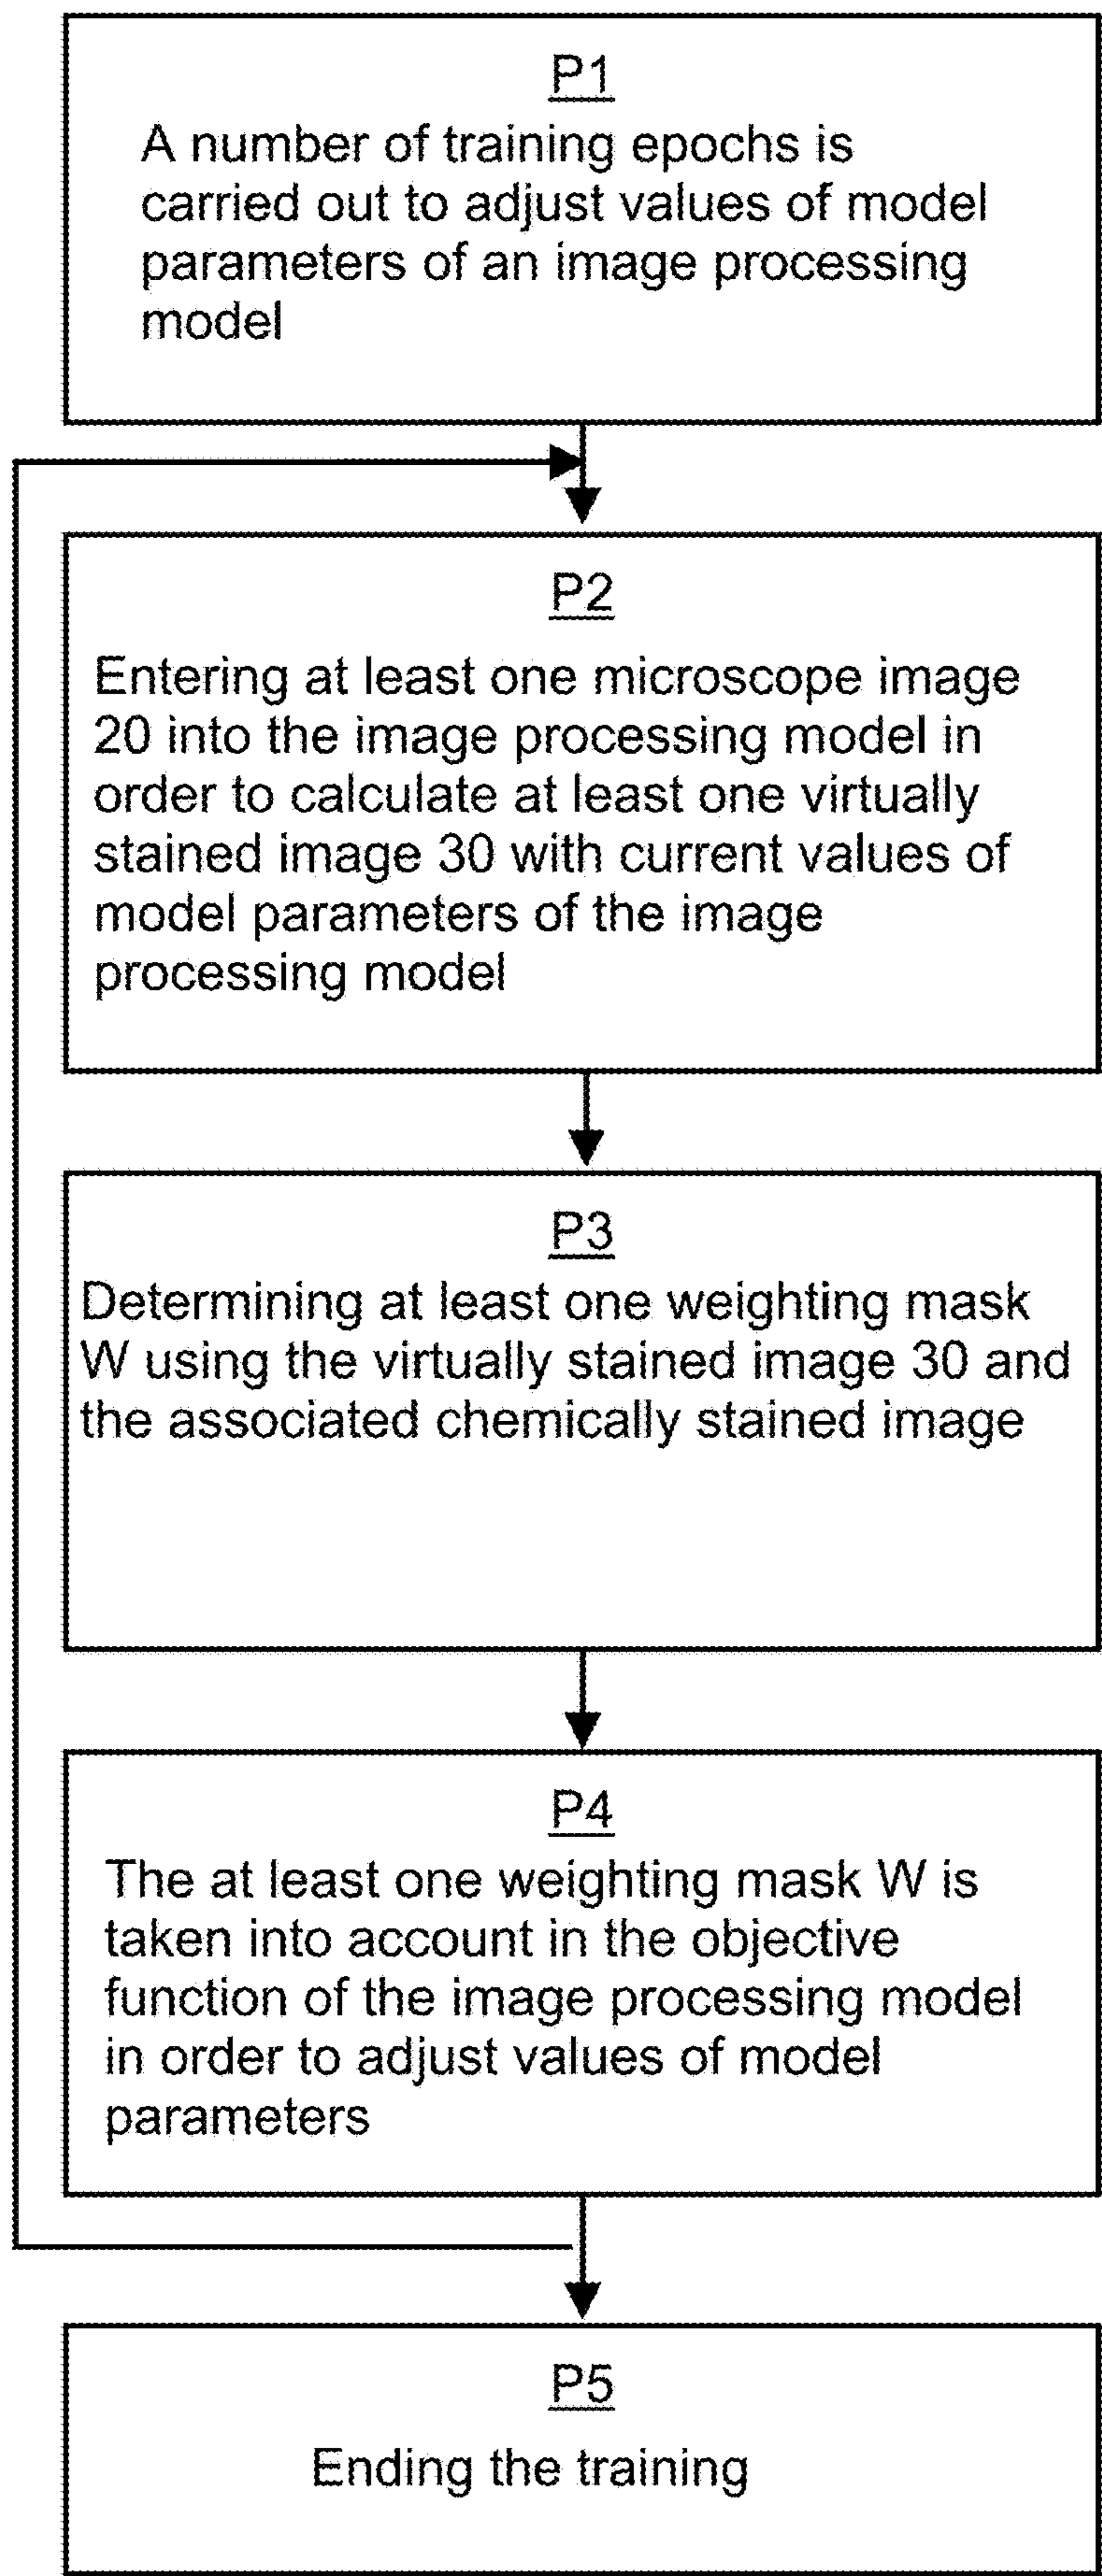 P1
A number of training epochs is
carried out to adjust values of model
parameters of an image processing
model
P2
Entering at least one microscope image
20 into the image processing model in
order to calculate at least one virtually
stained image 30 with current values of
model parameters of the image
processing model
P3
Determining at least one weighting mask
W using the virtually stained image 30 and
the associated chemically stained image
P4
The at least one weighting mask W is
taken into account in the objective
function of the image processing model
in order to adjust values of model
parameters
P5
Ending the training